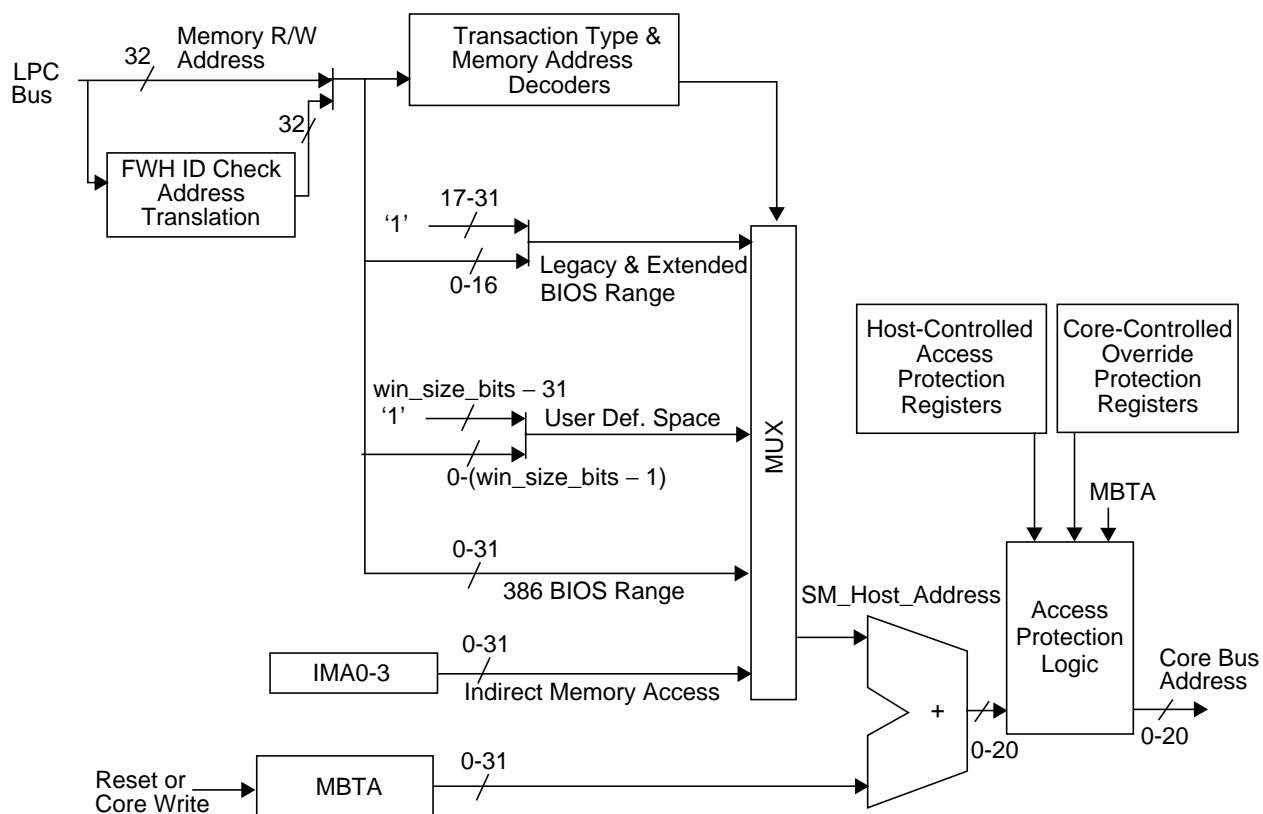 Memory R/W
Address
32
LPC
Bus
32
FWH ID Check
Address
Translation
Transaction Type &
Memory Address
Decoders
17-31
‘1’
0-16
Legacy & Extended
BIOS Range
win_size_bits – 31
‘1’
User Def. Space
0-(win_size_bits – 1)
0-31
386 BIOS Range
IMA0-3
0-31
Indirect Memory Access
MUX
Host-Controlled
Access
Protection
Registers
Core-Controlled
Override
Protection
Registers
MBTA
SM_Host_Address
Access
Protection
Logic
Core Bus
Address
+
0-20
0-20
Reset or
Core Write
MBTA
0-31